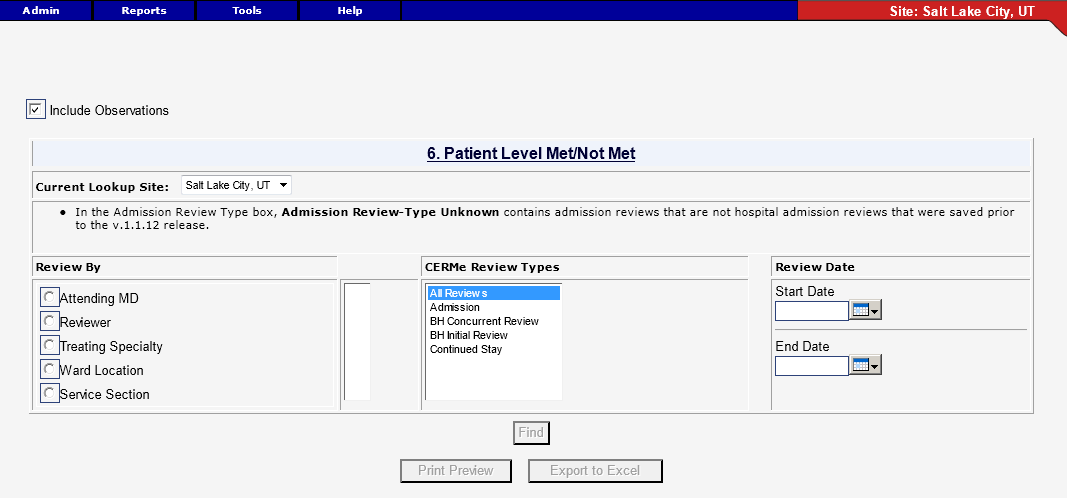 Admin Reports Tools Help Site: Salt Lake City, UT
Include Observations
6. Patient Level Met/Not Met
Current Lookup Site: Salt Lake City, UT
In the Admission Review Type box, Admission Review-Type Unknown contains admission reviews that are not hospital admission reviews that were saved prior
to the v.1.1.12 release.
Review By CERMe Review Types Review Date
Attending MD
Reviewer
Treating Specialty
Ward Location
Service Section
All Reviews
Admission
BH Concurrent Review
BH Initial Review
Continued Stay
Start Date
End Date
Find
Print Preview Export to Excel